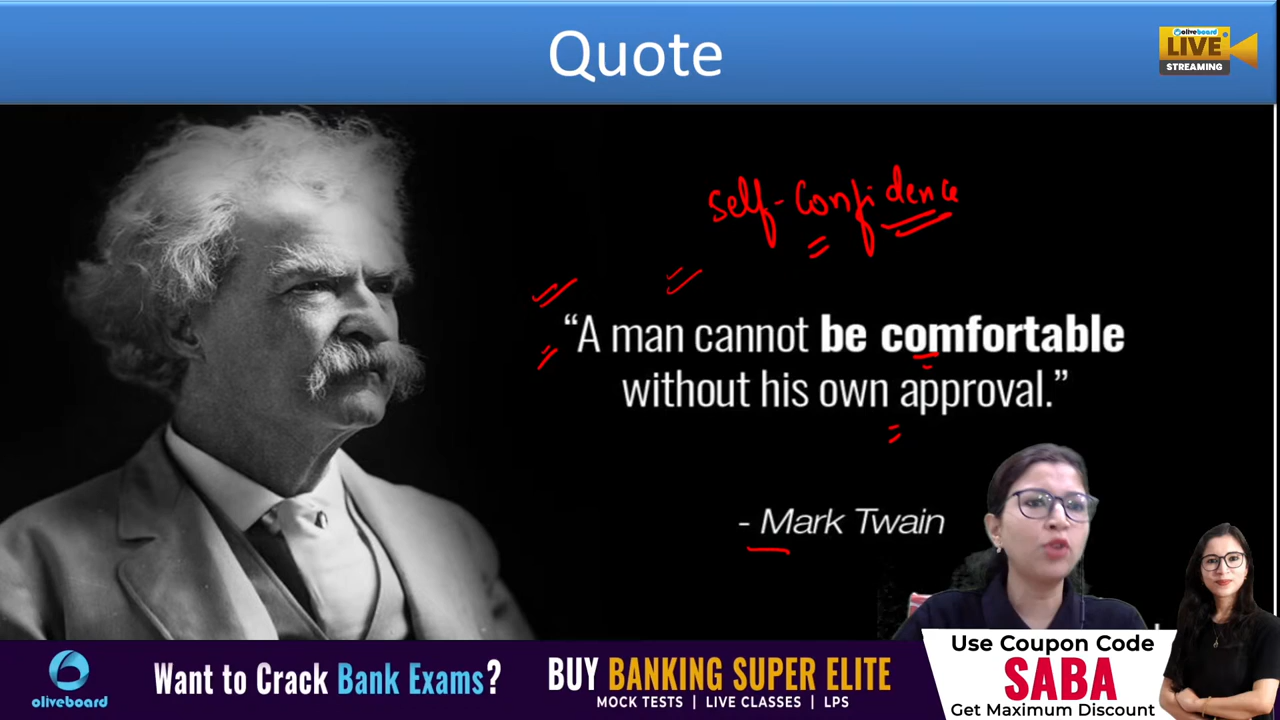 Quote
oliveboard
LIVE
STREAMING
self-confidence
“A man cannot be comfortable
without his own approval.”
- Mark Twain
oliveboard
Want to Crack Bank Exams?
BUY BANKING SUPER ELITE
MOCK TESTS | LIVE CLASSES | LPS
Use Coupon Code
SABA
Get Maximum Discount